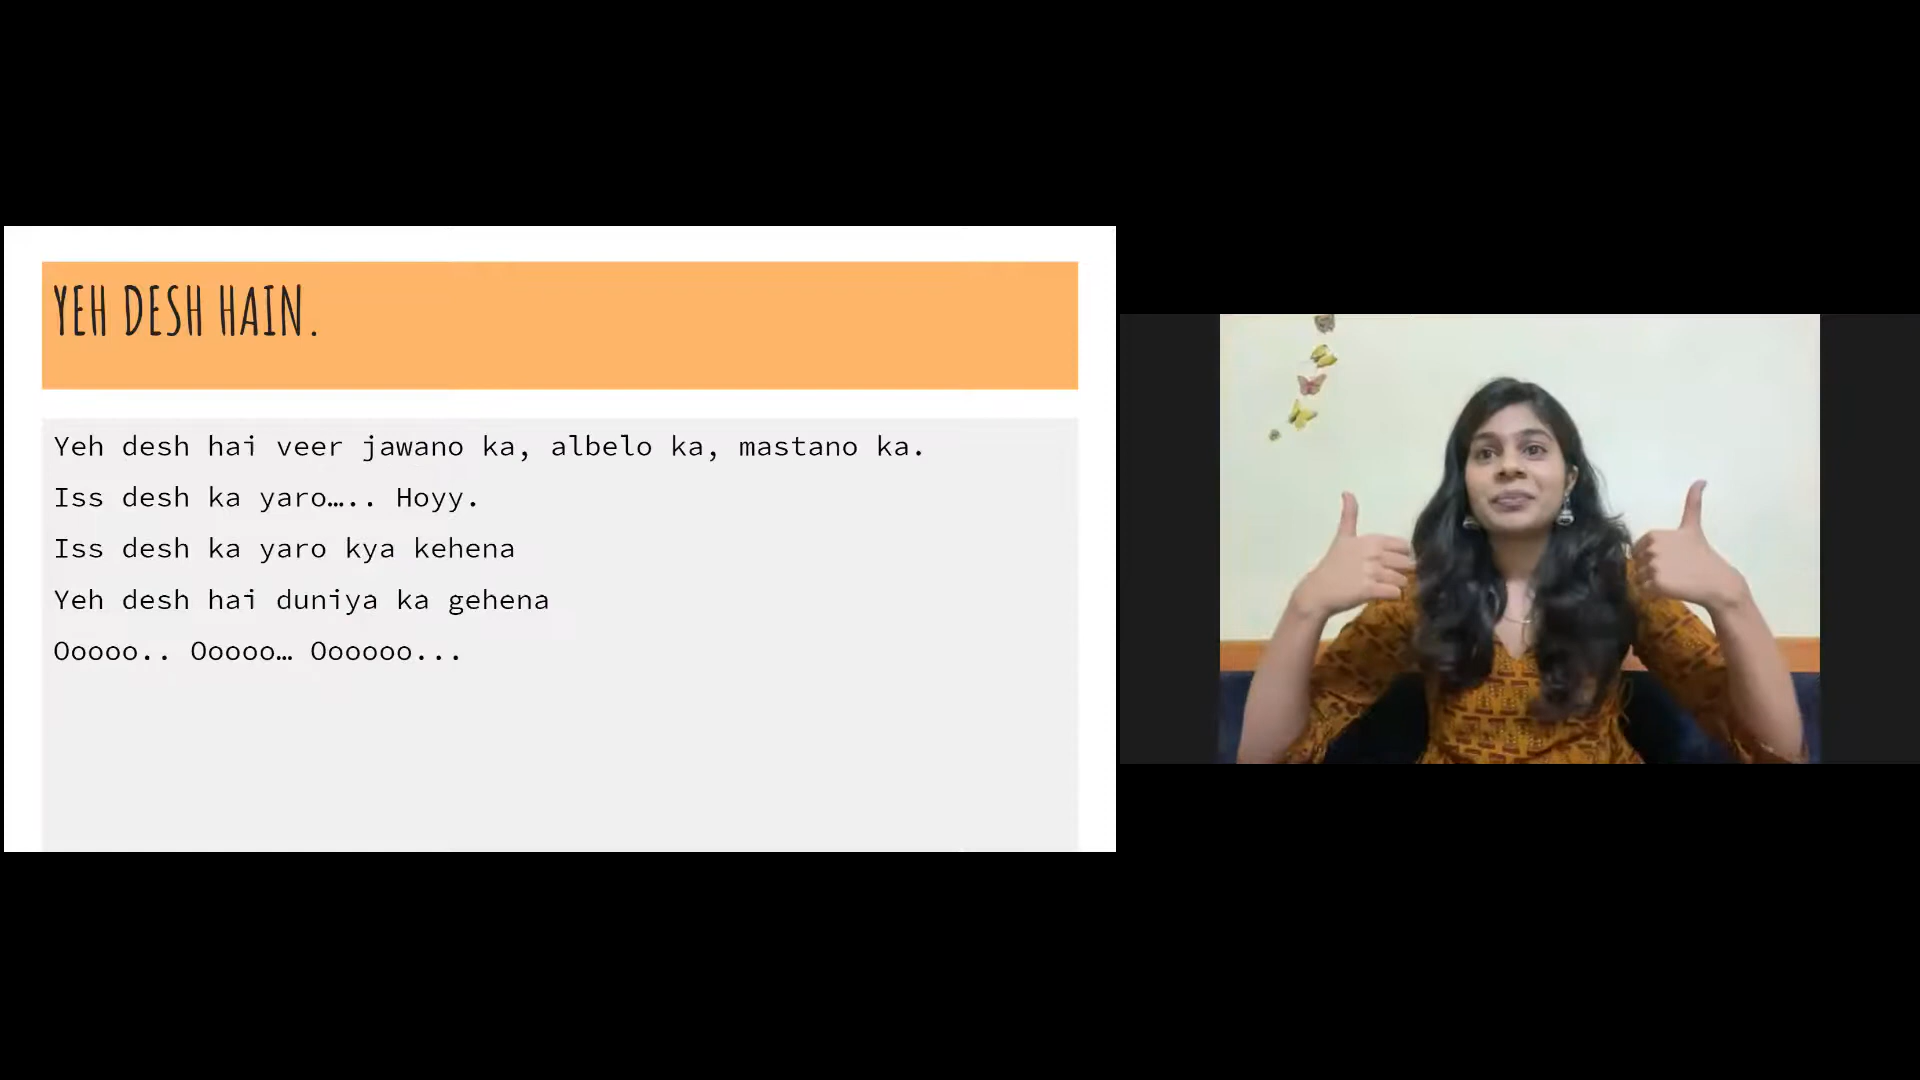 YEH DESH HAIN.
Yeh desh hai veer jawano ka, albelo ka, mastano ka.
Iss desh ka yaro….. Hoyy.
Iss desh ka yaro kya kehena
Yeh desh hai duniya ka gehena
Ooooo.. Ooooo… Oooooo...